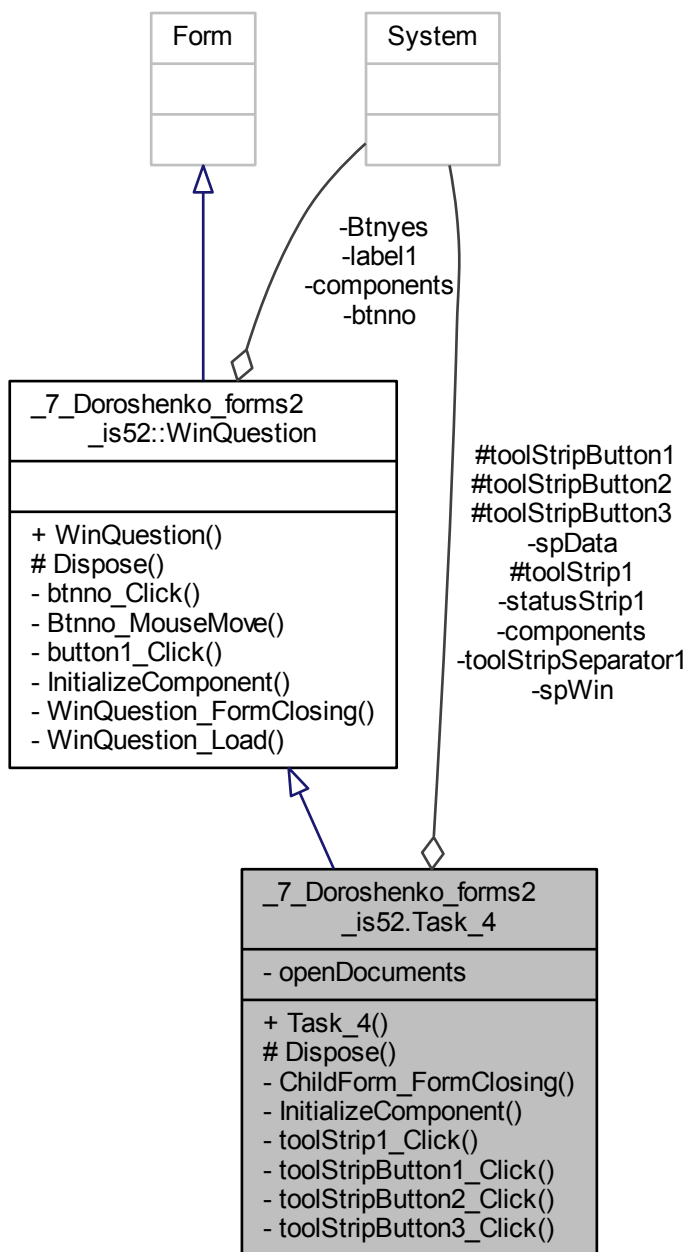 Form
System
-Btnyes
-label1
-components
-btnno
_7_Doroshenko_forms2
_is52::WinQuestion
+ WinQuestion()
# Dispose()
- btnno_Click()
- Btnno_MouseMove()
- button1_Click()
- InitializeComponent()
- WinQuestion_FormClosing()
- WinQuestion_Load()
#toolStripButton1
#toolStripButton2
#toolStripButton3
-spData
#toolStrip1
-statusStrip1
-components
-toolStripSeparator1
-spWin
_7_Doroshenko_forms2
_is52.Task_4
- openDocuments
+ Task_4()
# Dispose()
- ChildForm_FormClosing()
- InitializeComponent()
- toolStrip1_Click()
- toolStripButton1_Click()
- toolStripButton2_Click()
- toolStripButton3_Click()